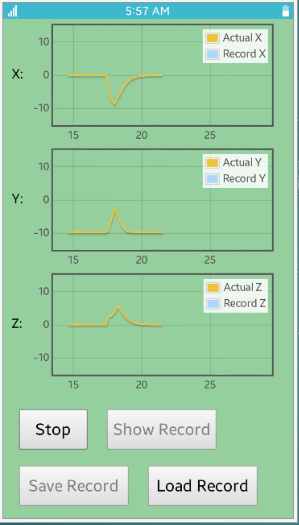 5:57 AM
10
Actual X
Record X
X:
0
-10
15 20 25
10
Actual Y
Record Y
Y:
0
-10
15 20 25
10
Actual Z
Record Z
Z:
0
-10
15 20 25
Stop Show Record
Save Record Load Record